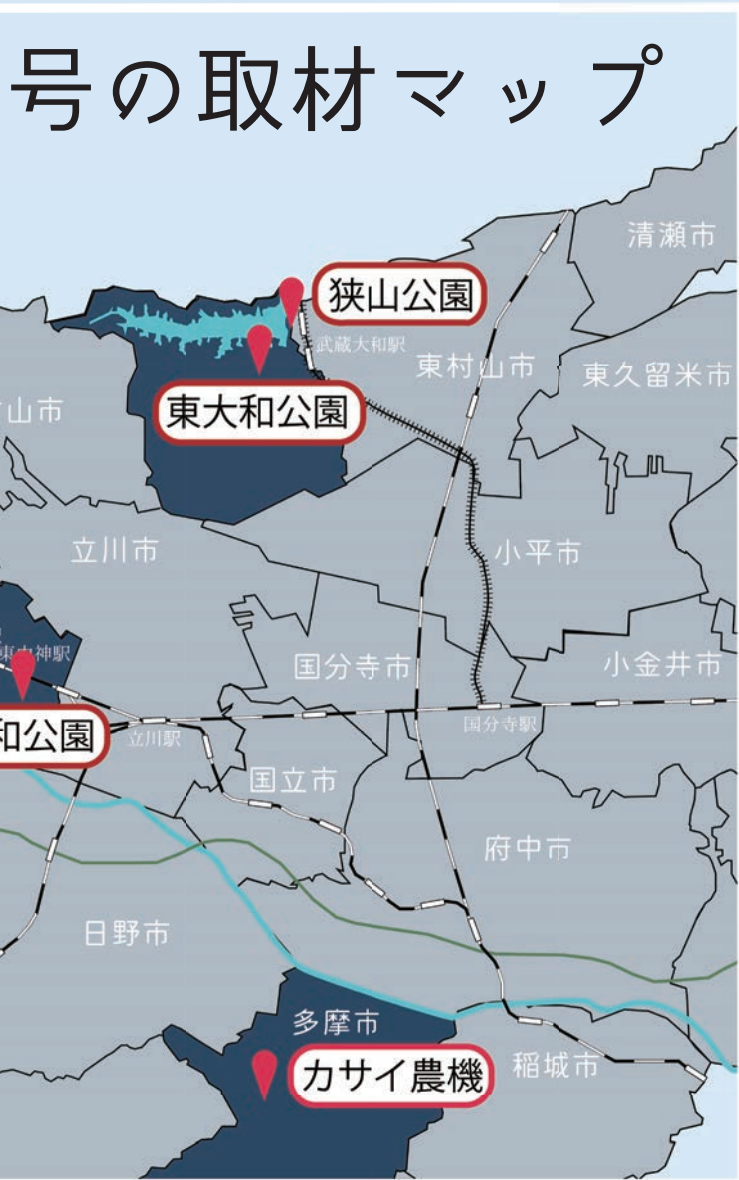 号の取材マップ
清瀬市
狭山公園
武蔵大和駅
東村山市
東久留米市
山市
東大和公園
立川市
小平市
東中神駅
国分寺市
小金井市
和公園
立川駅
国分寺駅
国立市
府中市
日野市
多摩市
カサイ農機
稲城市